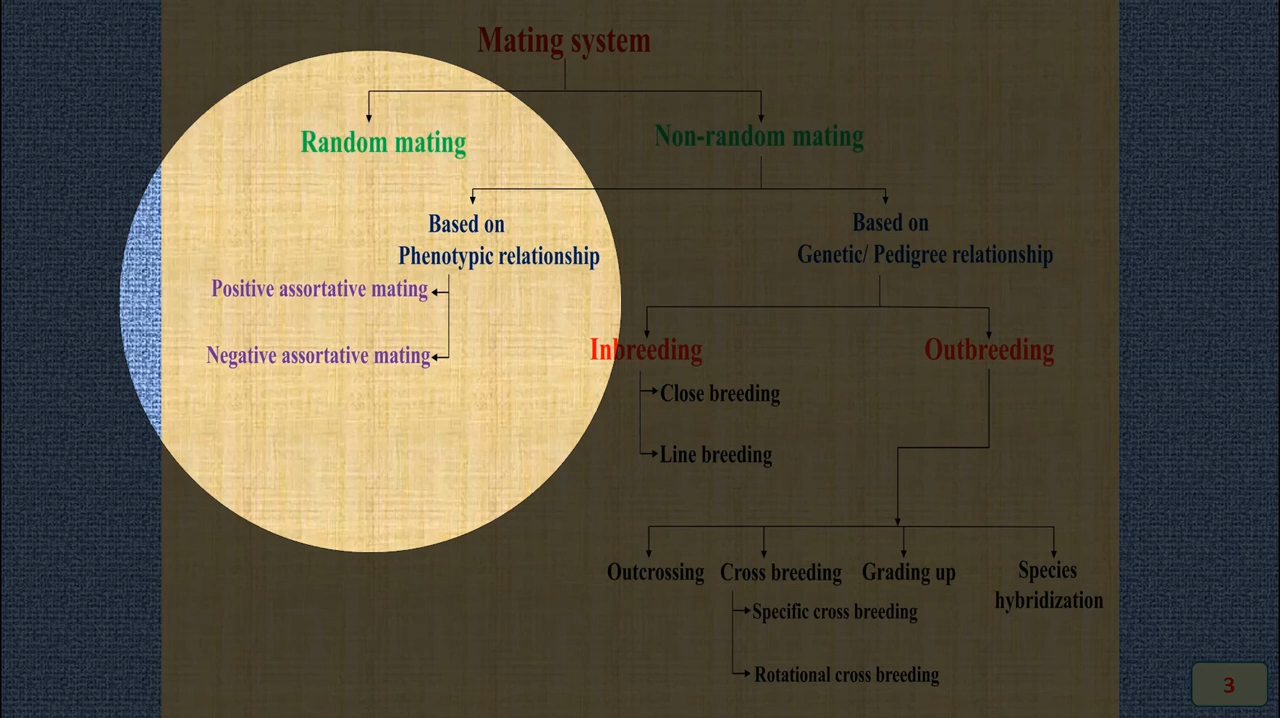 Mating system
Random mating
Non-random mating
Based on
Phenotypic relationship
Positive assortative mating
Negative assortative mating
Based on
Genetic/ Pedigree relationship
Inbreeding
Close breeding
Line breeding
Outbreeding
Outcrossing
Cross breeding
Specific cross breeding
Rotational cross breeding
Grading up
Species
hybridization
3